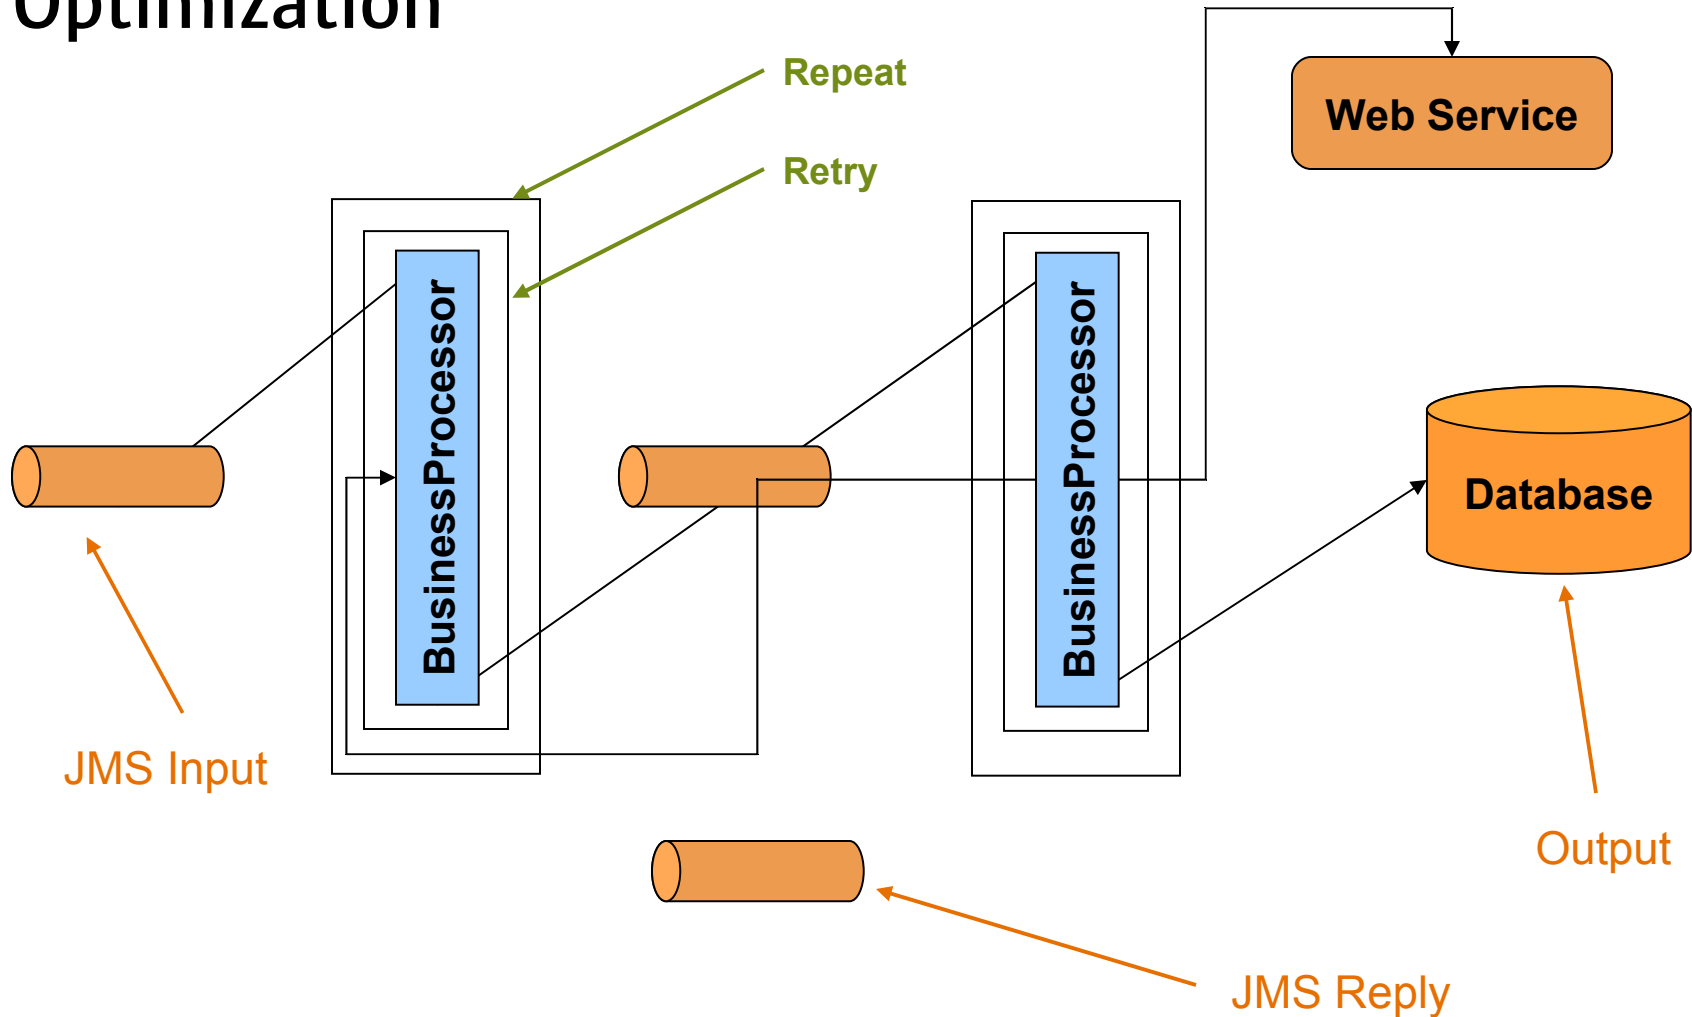 Optimization
Repeat
Web Service
Retry
BusinessProcessor
BusinessProcessor
Database
JMS Input
Output
JMS Reply